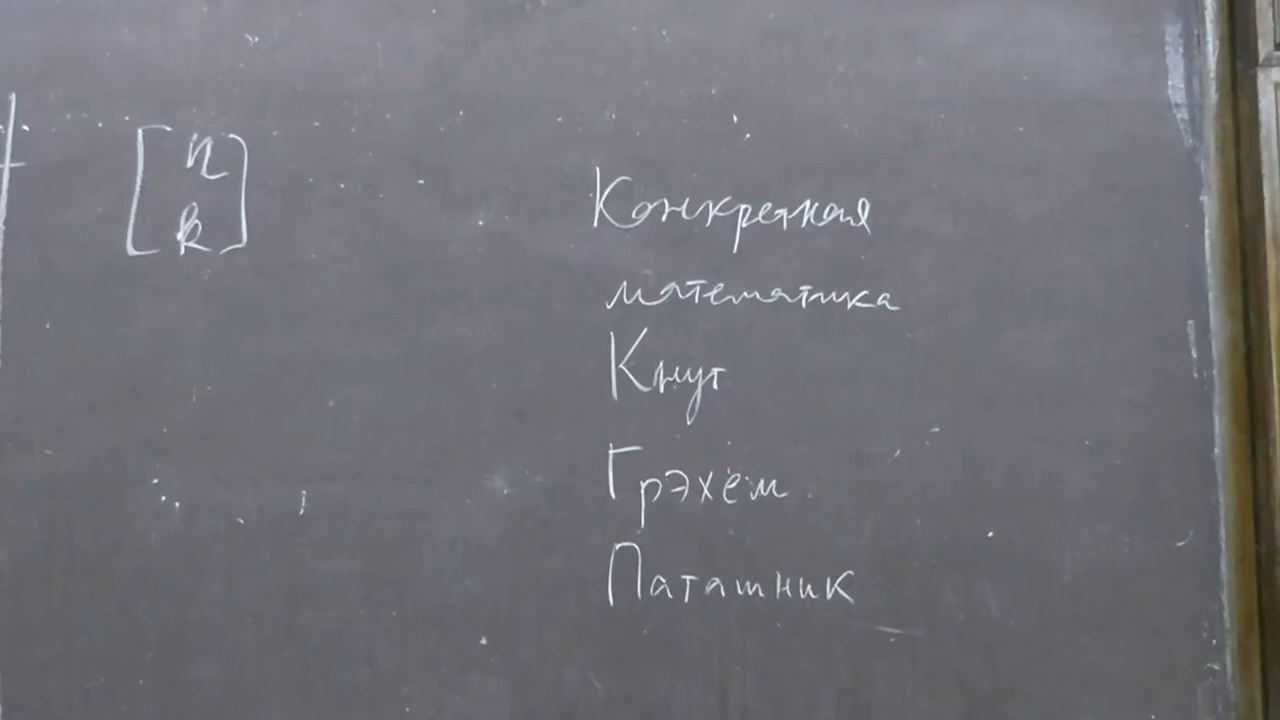 [n
k]
Конкретная
математика
Кнут
Грэхем
Паташник